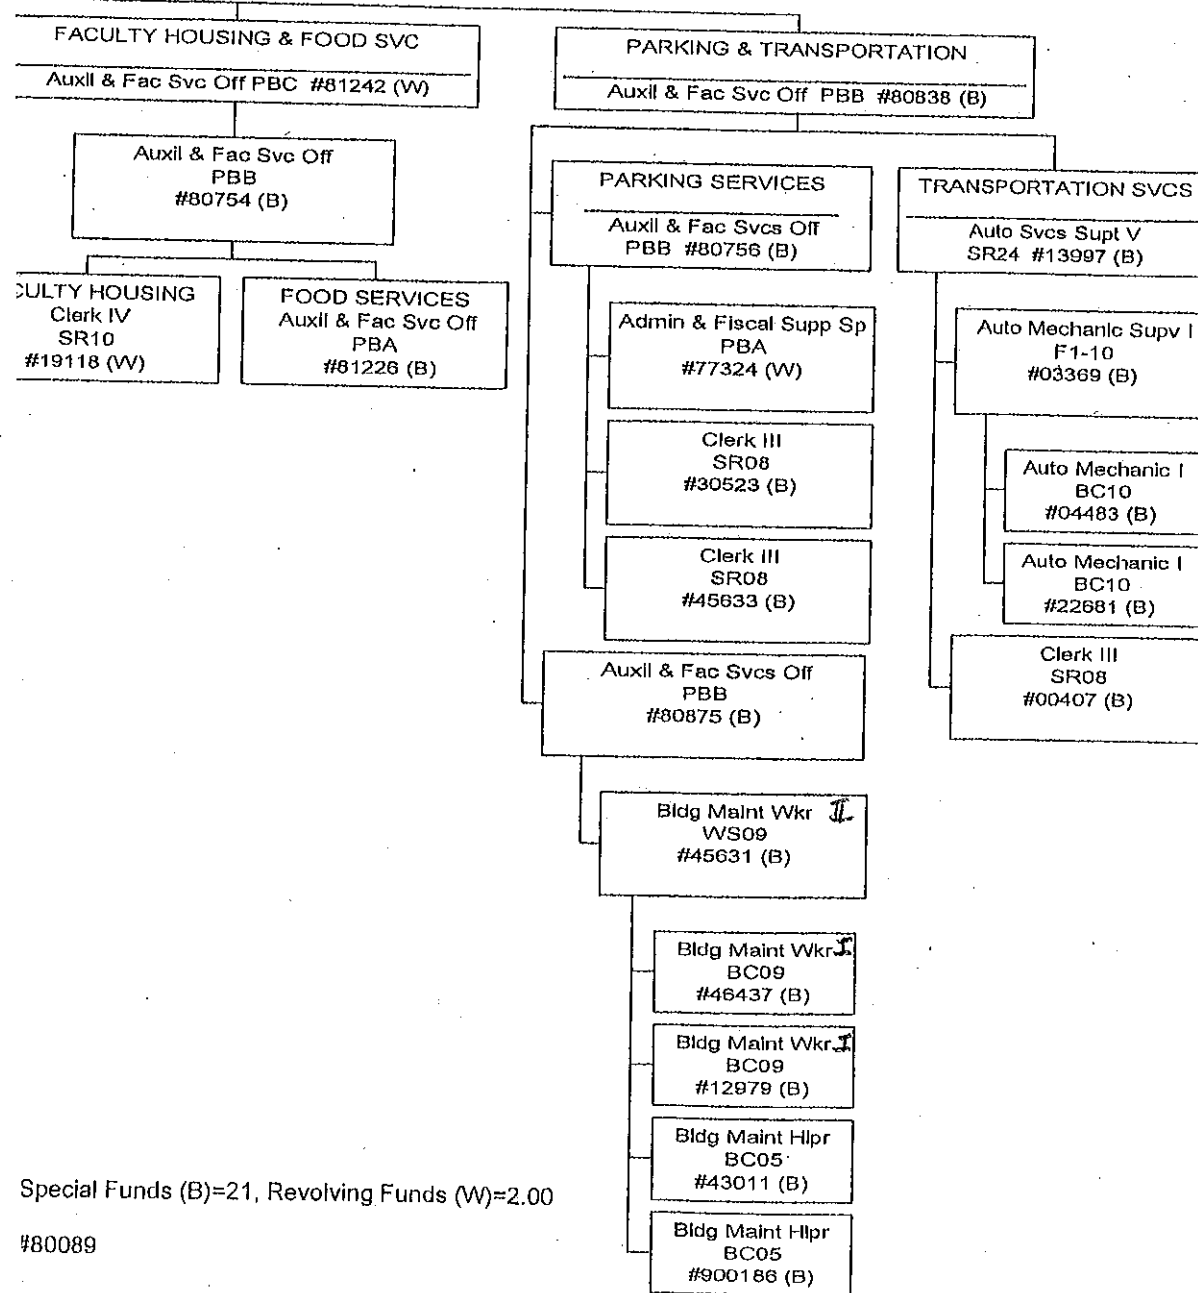 FACULTY HOUSING & FOOD SVC
Auxil & Fac Svc Off PBC #81242 (W)
Auxil & Fac Svc Off
PBB
#80754 (B)
CULTY HOUSING
Clerk IV
SR10
#19118 (W)
FOOD SERVICES
Auxil & Fac Svc Off
PBA
#81226 (B)
PARKING & TRANSPORTATION
Auxil & Fac Svc Off PBB #80838 (B)
PARKING SERVICES
Auxil & Fac Svcs Off
PBB #80756 (B)
Admin & Fiscal Supp Sp
PBA
#77324 (W)
Clerk III
SR08
#30523 (B)
Clerk III
SR08
#45633 (B)
Auxil & Fac Svcs Off
PBB
#80875 (B)
Bldg Maint Wkr II
WS09
#45631 (B)
Bldg Maint Wkr I
BC09
#46437 (B)
Bldg Maint Wkr I
BC09
#12979 (B)
Bldg Maint Hlpr
BC05
#43011 (B)
Bldg Maint Hlpr
BC05
#900186 (B)
TRANSPORTATION SVCS
Auto Svcs Supt V
SR24 #13997 (B)
Auto Mechanic Supv I
F1-10
#03369 (B)
Auto Mechanic I
BC10
#04483 (B)
Auto Mechanic I
BC10
#22681 (B)
Clerk III
SR08
#00407 (B)
Special Funds (B)=21, Revolving Funds (W)=2.00
#80089